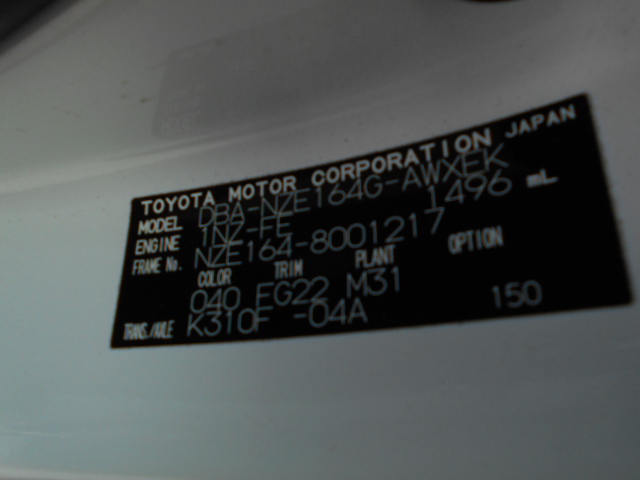 TOYOTA MOTOR CORPORATION JAPAN
MODEL DBA-NZE164G-AWXEK
ENGINE 1NZ-FE 1496 mL
FRAME No. NZE164-8001217
COLOR TRIM PLANT OPTION
040 FG22 M31
TRANS./AXLE K310F -04A 150